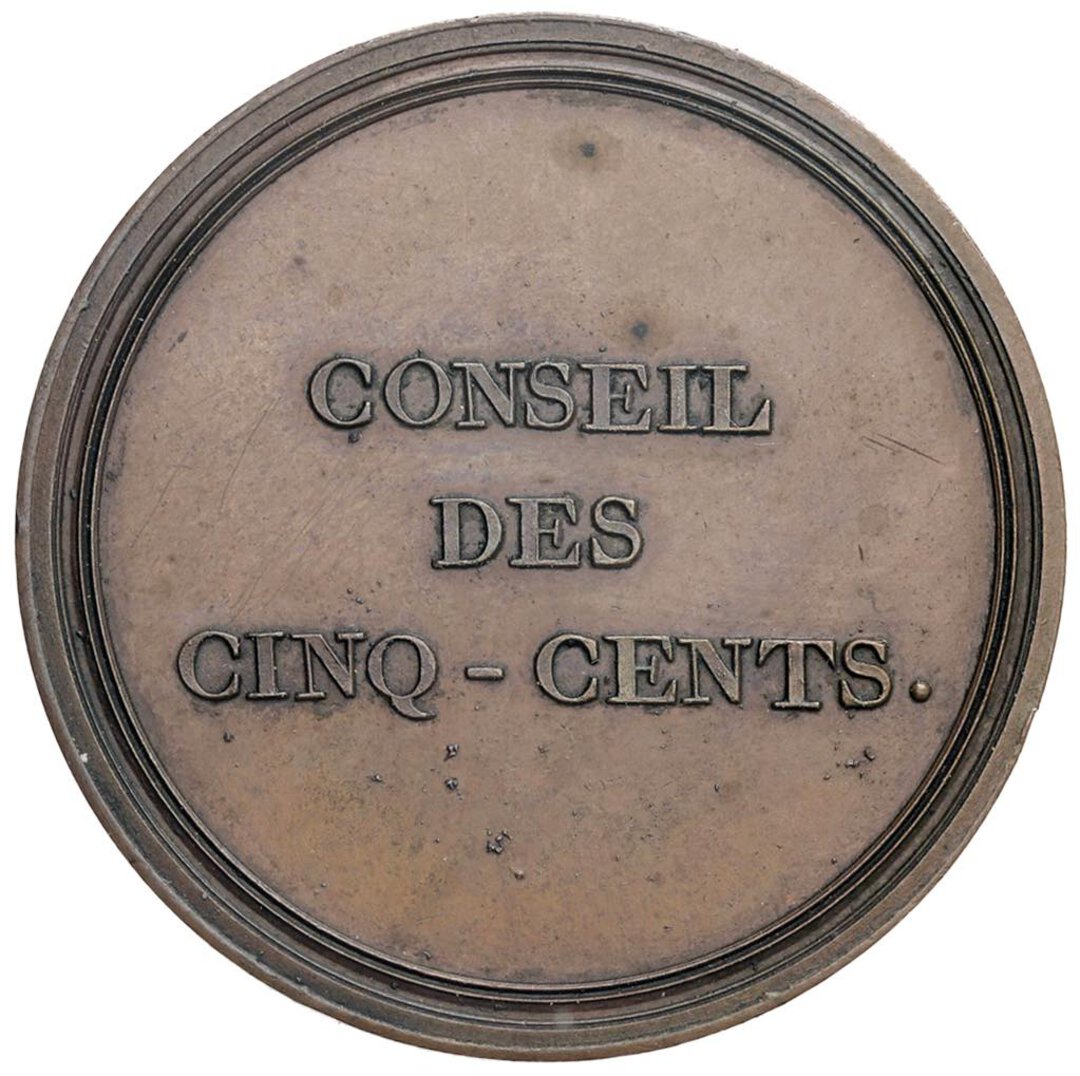 CONSEIL
DES
CINQ - CENTS.